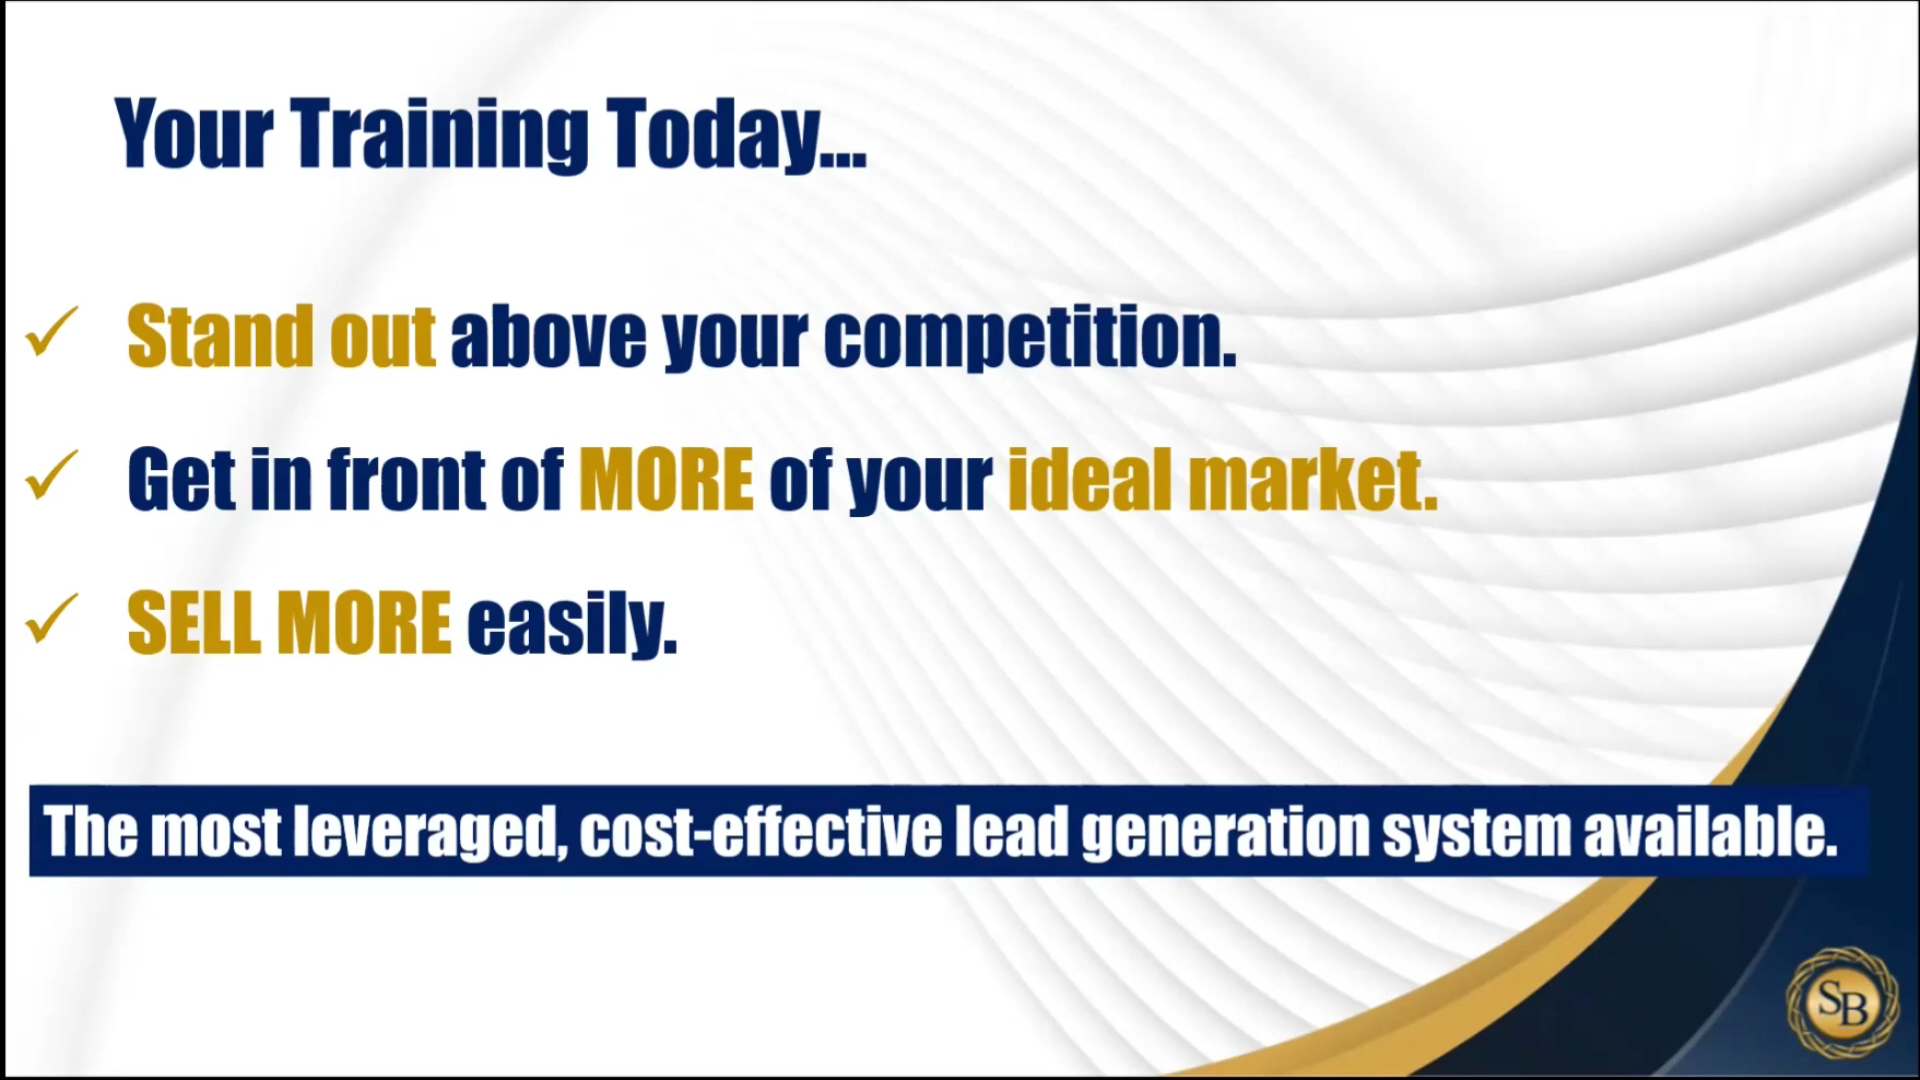 Your Training Today...
Stand out above your competition.
Get in front of MORE of your ideal market.
SELL MORE easily.
The most leveraged, cost-effective lead generation system available.
SB